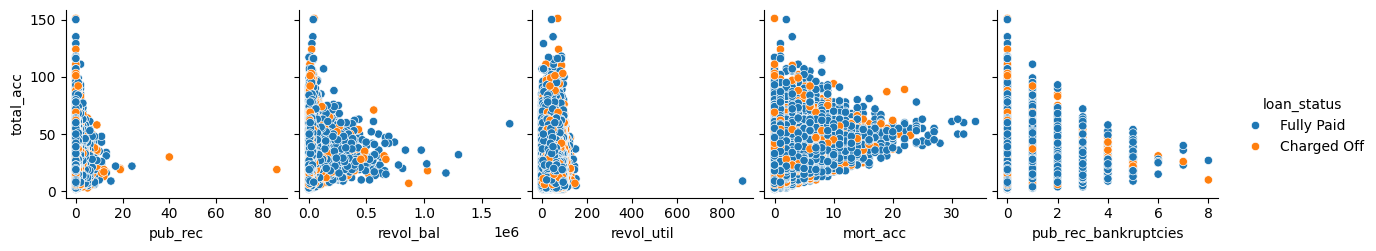 total_acc
150
100
50
0
0 20 40 60 80
pub_rec
0.0 0.5 1.0 1.5
1e6
revol_bal
0 200 400 600 800
revol_util
0 10 20 30
mort_acc
0 2 4 6 8
pub_rec_bankruptcies
loan_status
Fully Paid
Charged Off